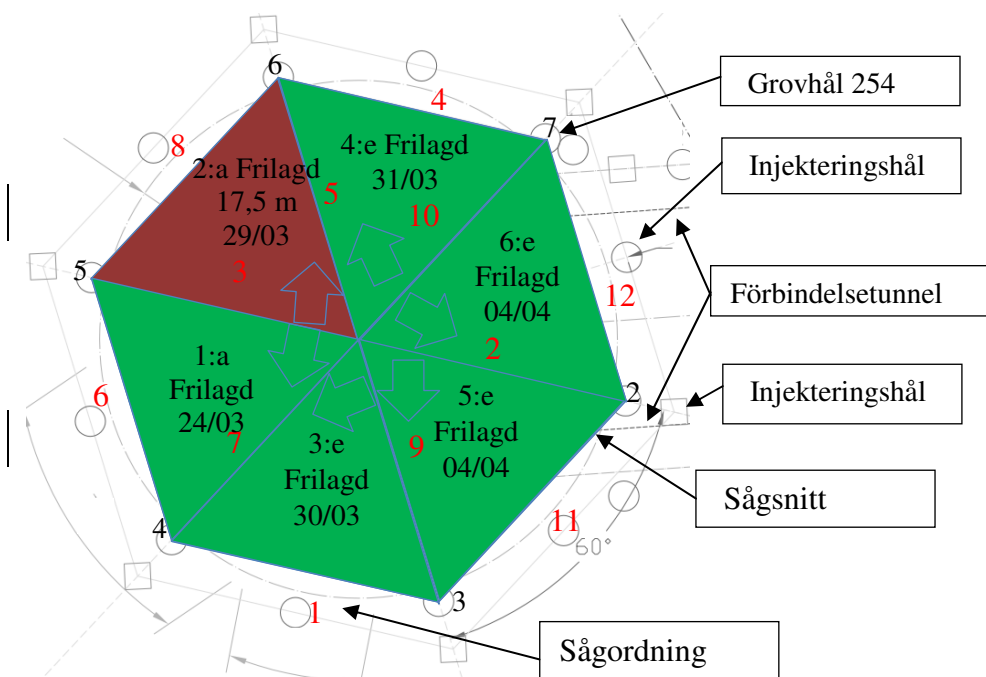 6
4
7
8
2:a Frilagd
17,5 m
29/03
5
4:e Frilagd
31/03
10
3
5
6:e
Frilagd
04/04
12
2
2
1:a
Frilagd
24/03
6
7
3:e
Frilagd
30/03
5:e
Frilagd
04/04
9
11
60°
4
3
1
Grovhål 254
Injekteringshål
Förbindelsetunnel
Injekteringshål
Sågsnitt
Sågordning